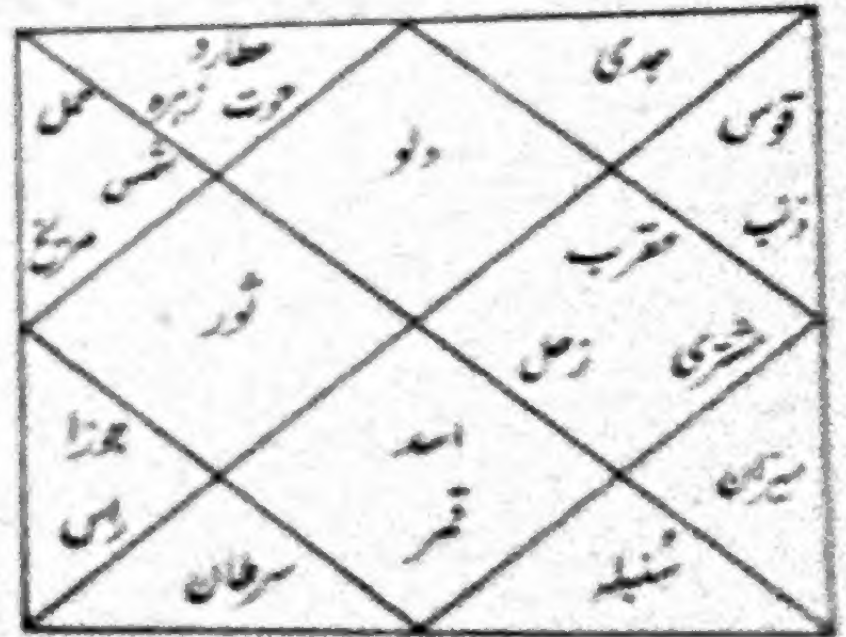 جدی
قوس
ذنب
عطارد
حوت زہرہ
حمل
شمس
مریخ
دلو
عقرب
مشتری
زحل
ثور
جوزا
راس
اسد
قمر
میزان
سنبلہ
سرطان